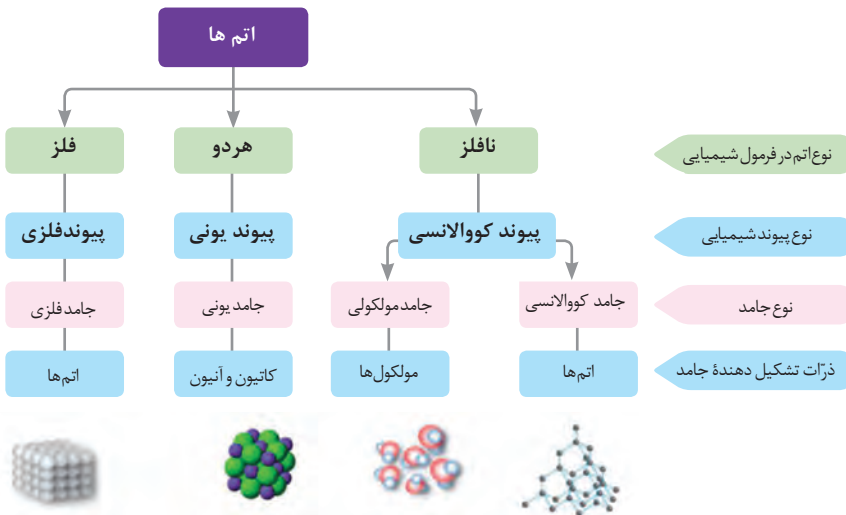 اتم ها
نوع اتم در فرمول شیمیایی
نافلز
هردو
فلز
نوع پیوند شیمیایی
پیوند کووالانسی
پیوند یونی
پیوند فلزی
نوع جامد
جامد کووالانسی
جامد مولکولی
جامد یونی
جامد فلزی
ذرّات تشکیل دهندهٔ جامد
اتم‌ها
مولکول‌ها
کاتیون و آنیون
اتم‌ها